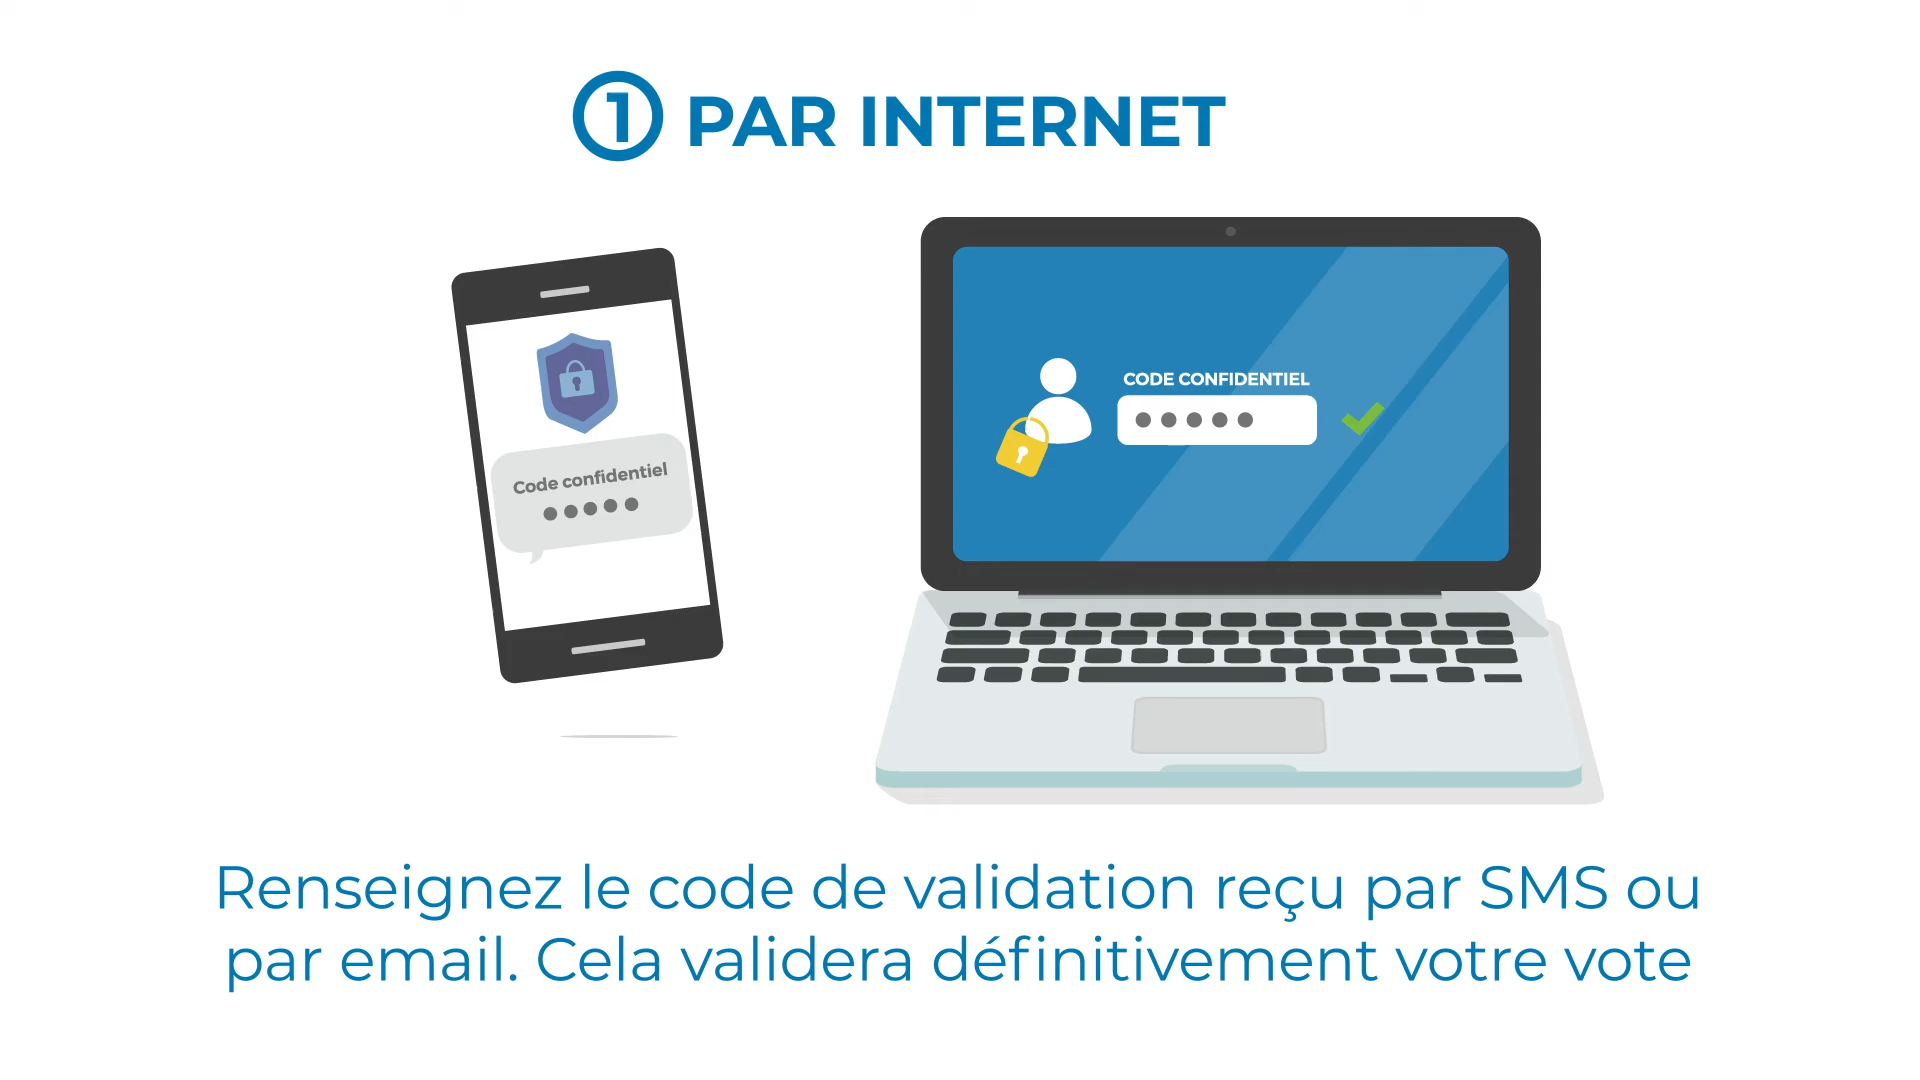 1 PAR INTERNET
Code confidentiel
CODE CONFIDENTIEL
Renseignez le code de validation reçu par SMS ou
par email. Cela validera définitivement votre vote